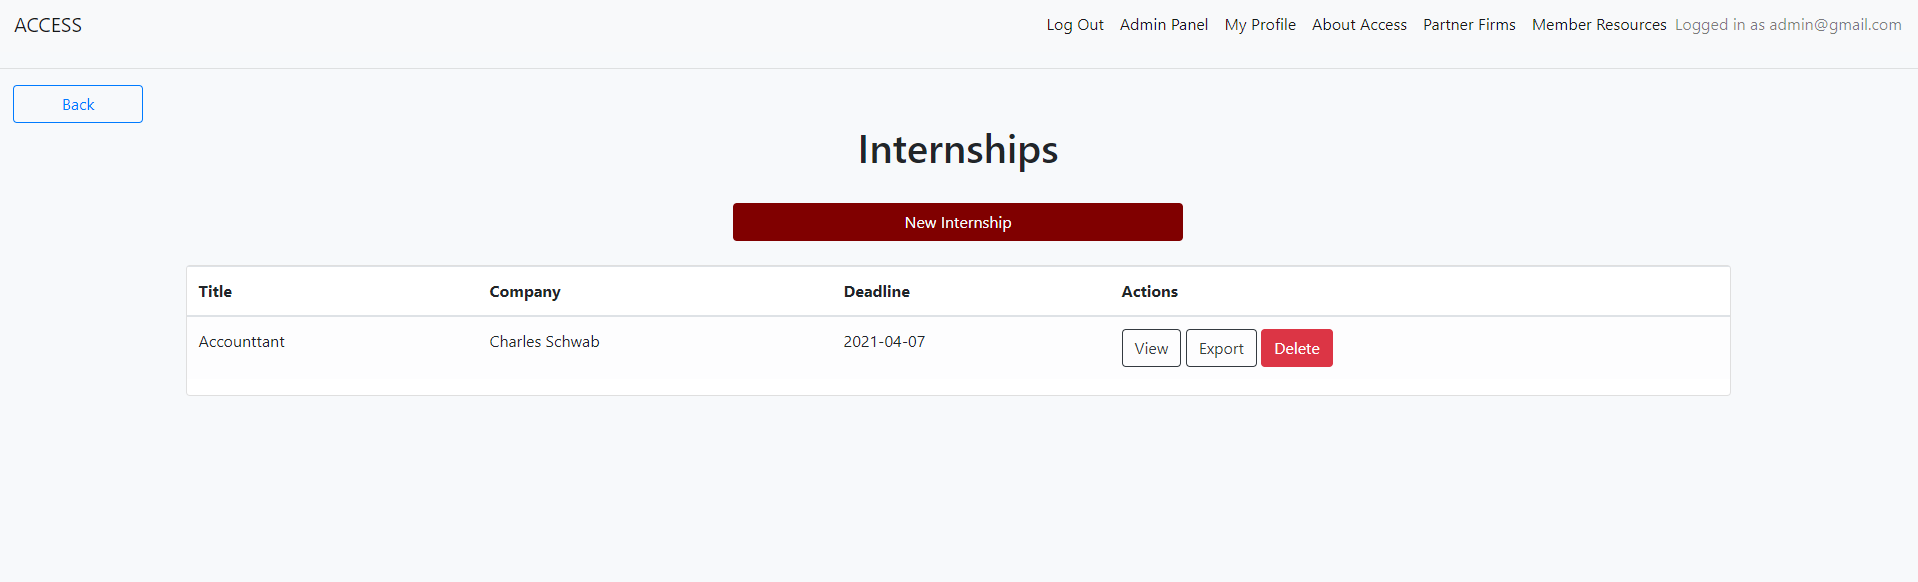 ACCESS Log Out Admin Panel My Profile About Access Partner Firms Member Resources Logged in as admin@gmail.com
Back
Internships
New Internship
Title Company Deadline Actions
Accounttant Charles Schwab 2021-04-07 View Export Delete